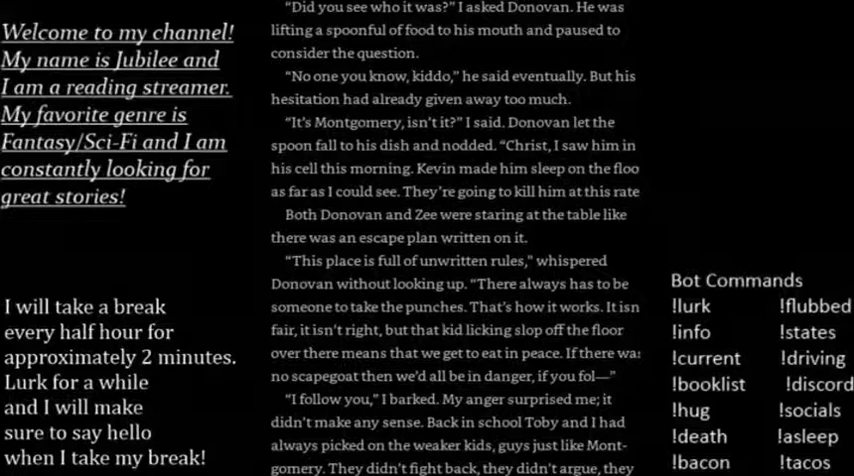 Welcome to my channel!
My name is Jubilee and
I am a reading streamer.
My favorite genre is
Fantasy/Sci-Fi and I am
constantly looking for
great stories!
I will take a break
every half hour for
approximately 2 minutes.
Lurk for a while
and I will make
sure to say hello
when I take my break!
“Did you see who it was?” I asked Donovan. He was
lifting a spoonful of food to his mouth and paused to
consider the question.
“No one you know, kiddo,” he said eventually. But his
hesitation had already given away too much.
“It’s Montgomery, isn’t it?” I said. Donovan let the
spoon fall to his dish and nodded. “Christ, I saw him in
his cell this morning. Kevin made him sleep on the floo
as far as I could see. They’re going to kill him at this rate
Both Donovan and Zee were staring at the table like
there was an escape plan written on it.
“This place is full of unwritten rules,” whispered
Donovan without looking up. “There always has to be
someone to take the punches. That’s how it works. It isn
fair, it isn’t right, but that kid licking slop off the floor
over there means that we get to eat in peace. If there was
no scapegoat then we’d all be in danger, if you fol—”
“I follow you,” I barked. My anger surprised me; it
didn’t make any sense. Back in school Toby and I had
always picked on the weaker kids, guys just like Mont-
gomery. They didn’t fight back, they didn’t argue, they
Bot Commands
!lurk !flubbed
!info !states
!current !driving
!booklist !discord
!hug !socials
!death !asleep
!bacon !tacos